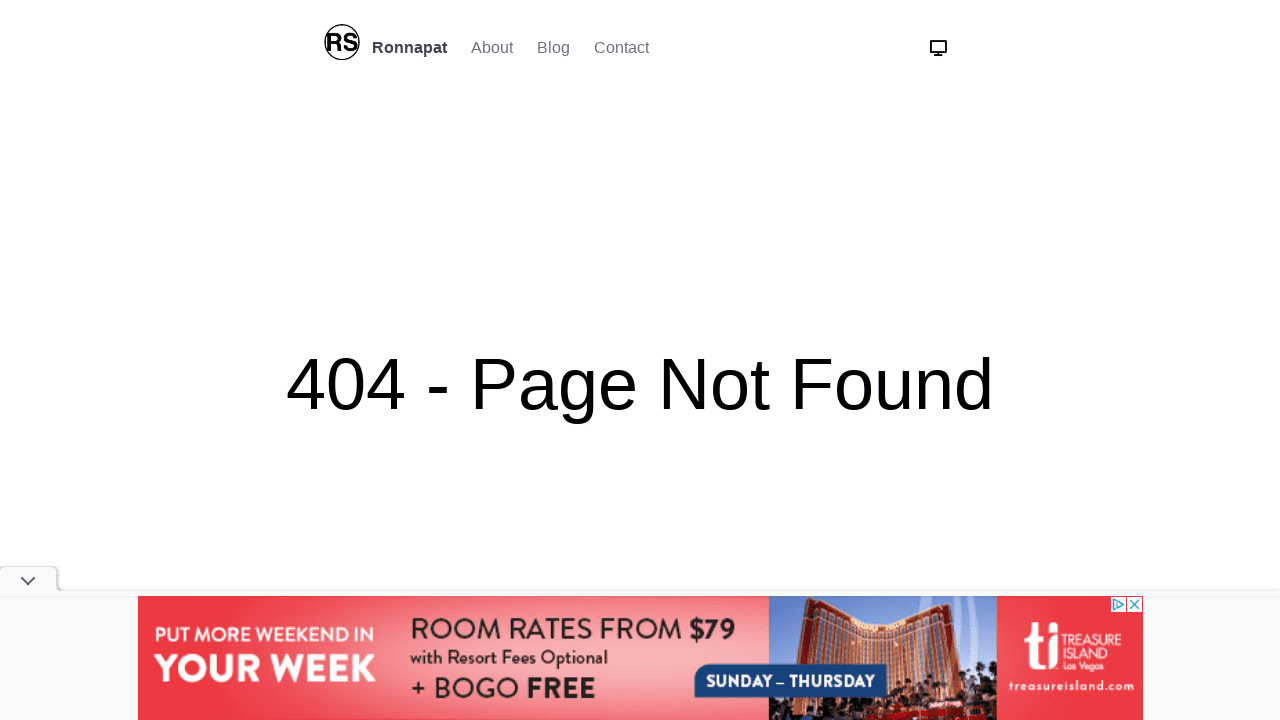 RS Ronnapat About Blog Contact
404 - Page Not Found
PUT MORE WEEKEND IN
YOUR WEEK
ROOM RATES FROM $79
with Resort Fees Optional
+ BOGO FREE
SUNDAY – THURSDAY
ti TREASURE
ISLAND
Las Vegas
treasureisland.com